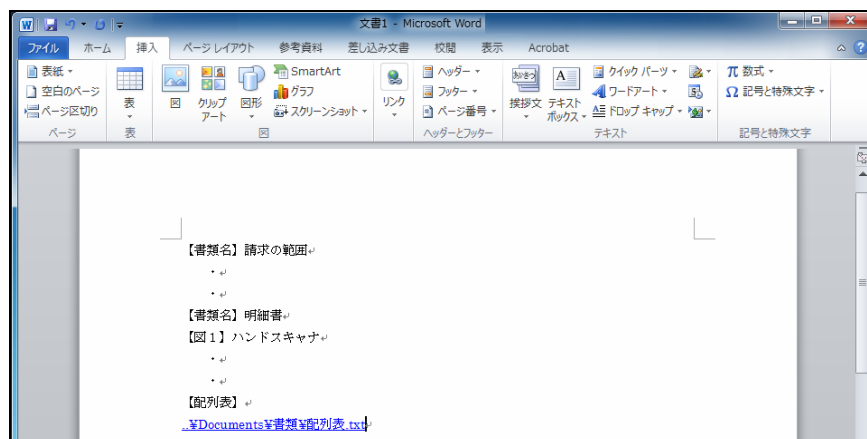 文書1 - Microsoft Word
ファイル ホーム 挿入 ページ レイアウト 参考資料 差し込み文書 校閲 表示 Acrobat
表紙
空白のページ
ページ区切り
ページ
表
表
図
クリップ アート
図形
SmartArt
グラフ
スクリーンショット
図
リンク
ヘッダー
フッター
ページ番号
ヘッダーとフッター
挨拶文
テキスト ボックス
クイック パーツ
ワードアート
ドロップ キャップ
テキスト
π 数式
Ω 記号と特殊文字
記号と特殊文字
【書類名】請求の範囲
・
・
【書類名】明細書
【図１】ハンドスキャナ
・
・
【配列表】
..¥Documents¥書類¥配列表.txt